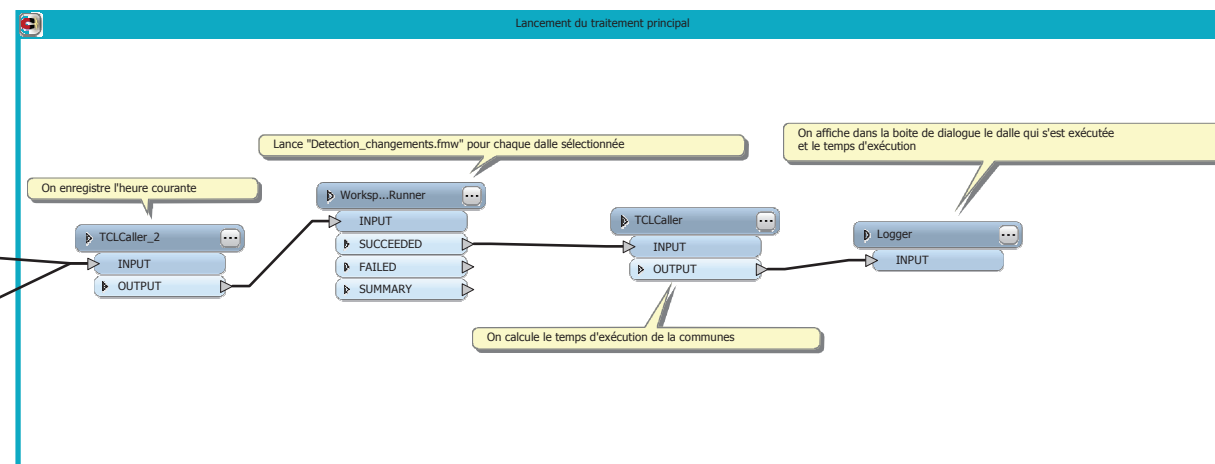 Lancement du traitement principal
On affiche dans la boite de dialogue le dalle qui s'est exécutée
et le temps d'exécution
Lance "Detection_changements.fmw" pour chaque dalle sélectionnée
On enregistre l'heure courante
TCLCaller_2
INPUT
OUTPUT
Worksp...Runner
INPUT
SUCCEEDED
FAILED
SUMMARY
TCLCaller
INPUT
OUTPUT
Logger
INPUT
On calcule le temps d'exécution de la communes